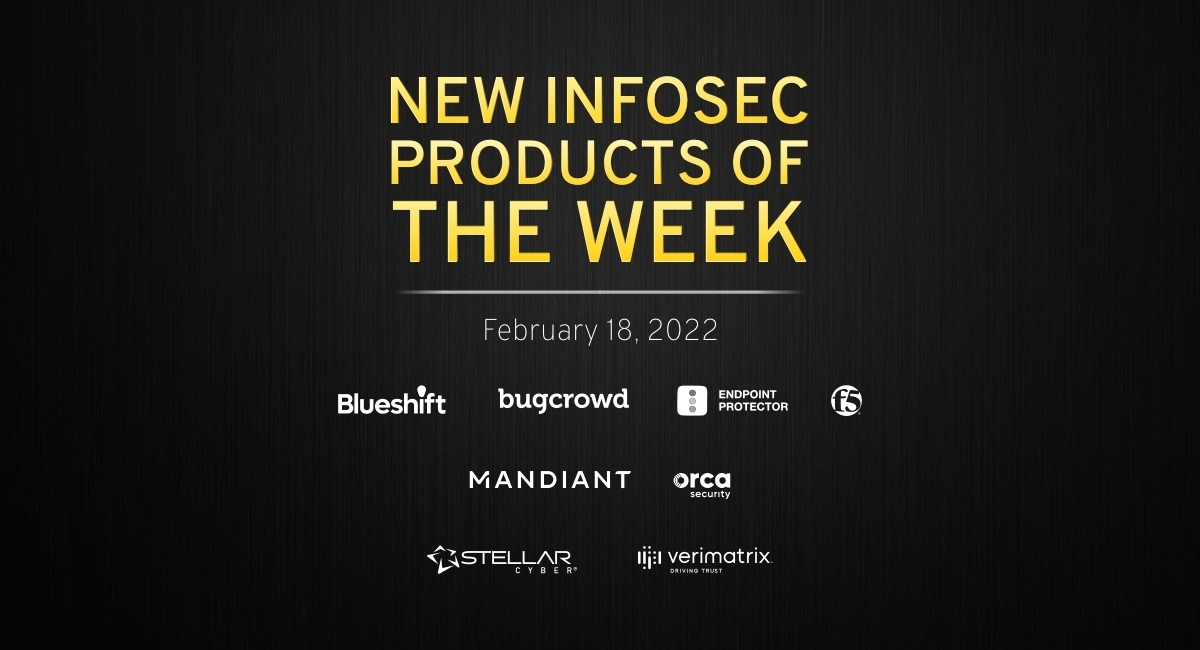 NEW INFOSEC
PRODUCTS OF
THE WEEK
February 18, 2022
Blueshift
bugcrowd
ENDPOINT
PROTECTOR
f5
MANDIANT
orca
security
STELLAR
CYBER®
verimatrix™
DRIVING TRUST